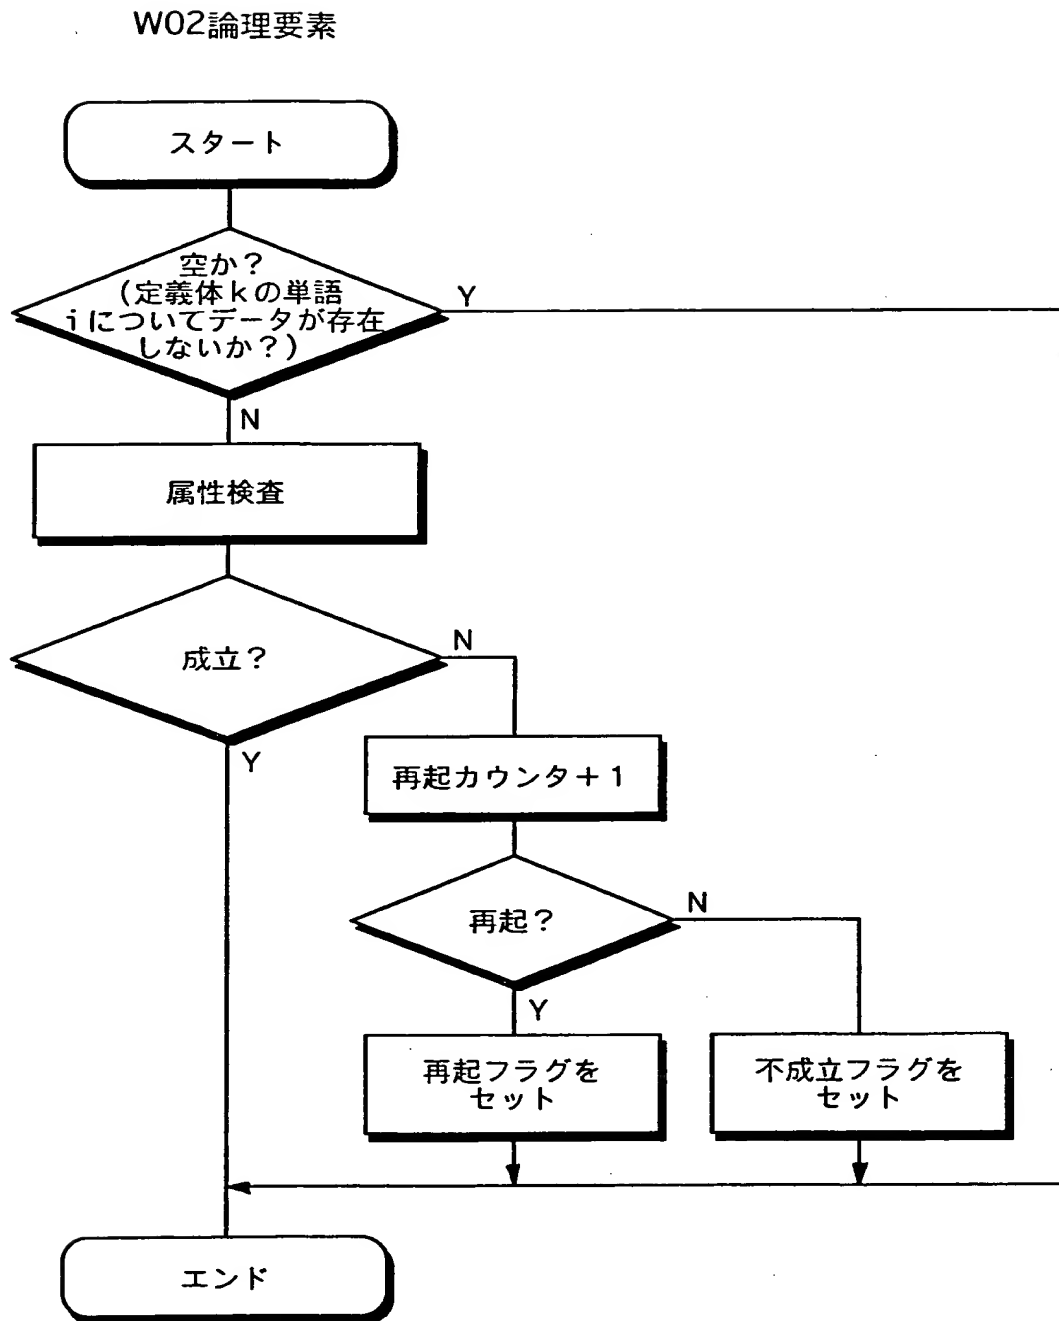 W02論理要素
スタート
空か？
（定義体ｋの単語
ｉについてデータが存在
しないか？）
Y
N
属性検査
成立？
N
Y
再起カウンタ＋１
再起？
N
Y
再起フラグを
セット
不成立フラグを
セット
エンド